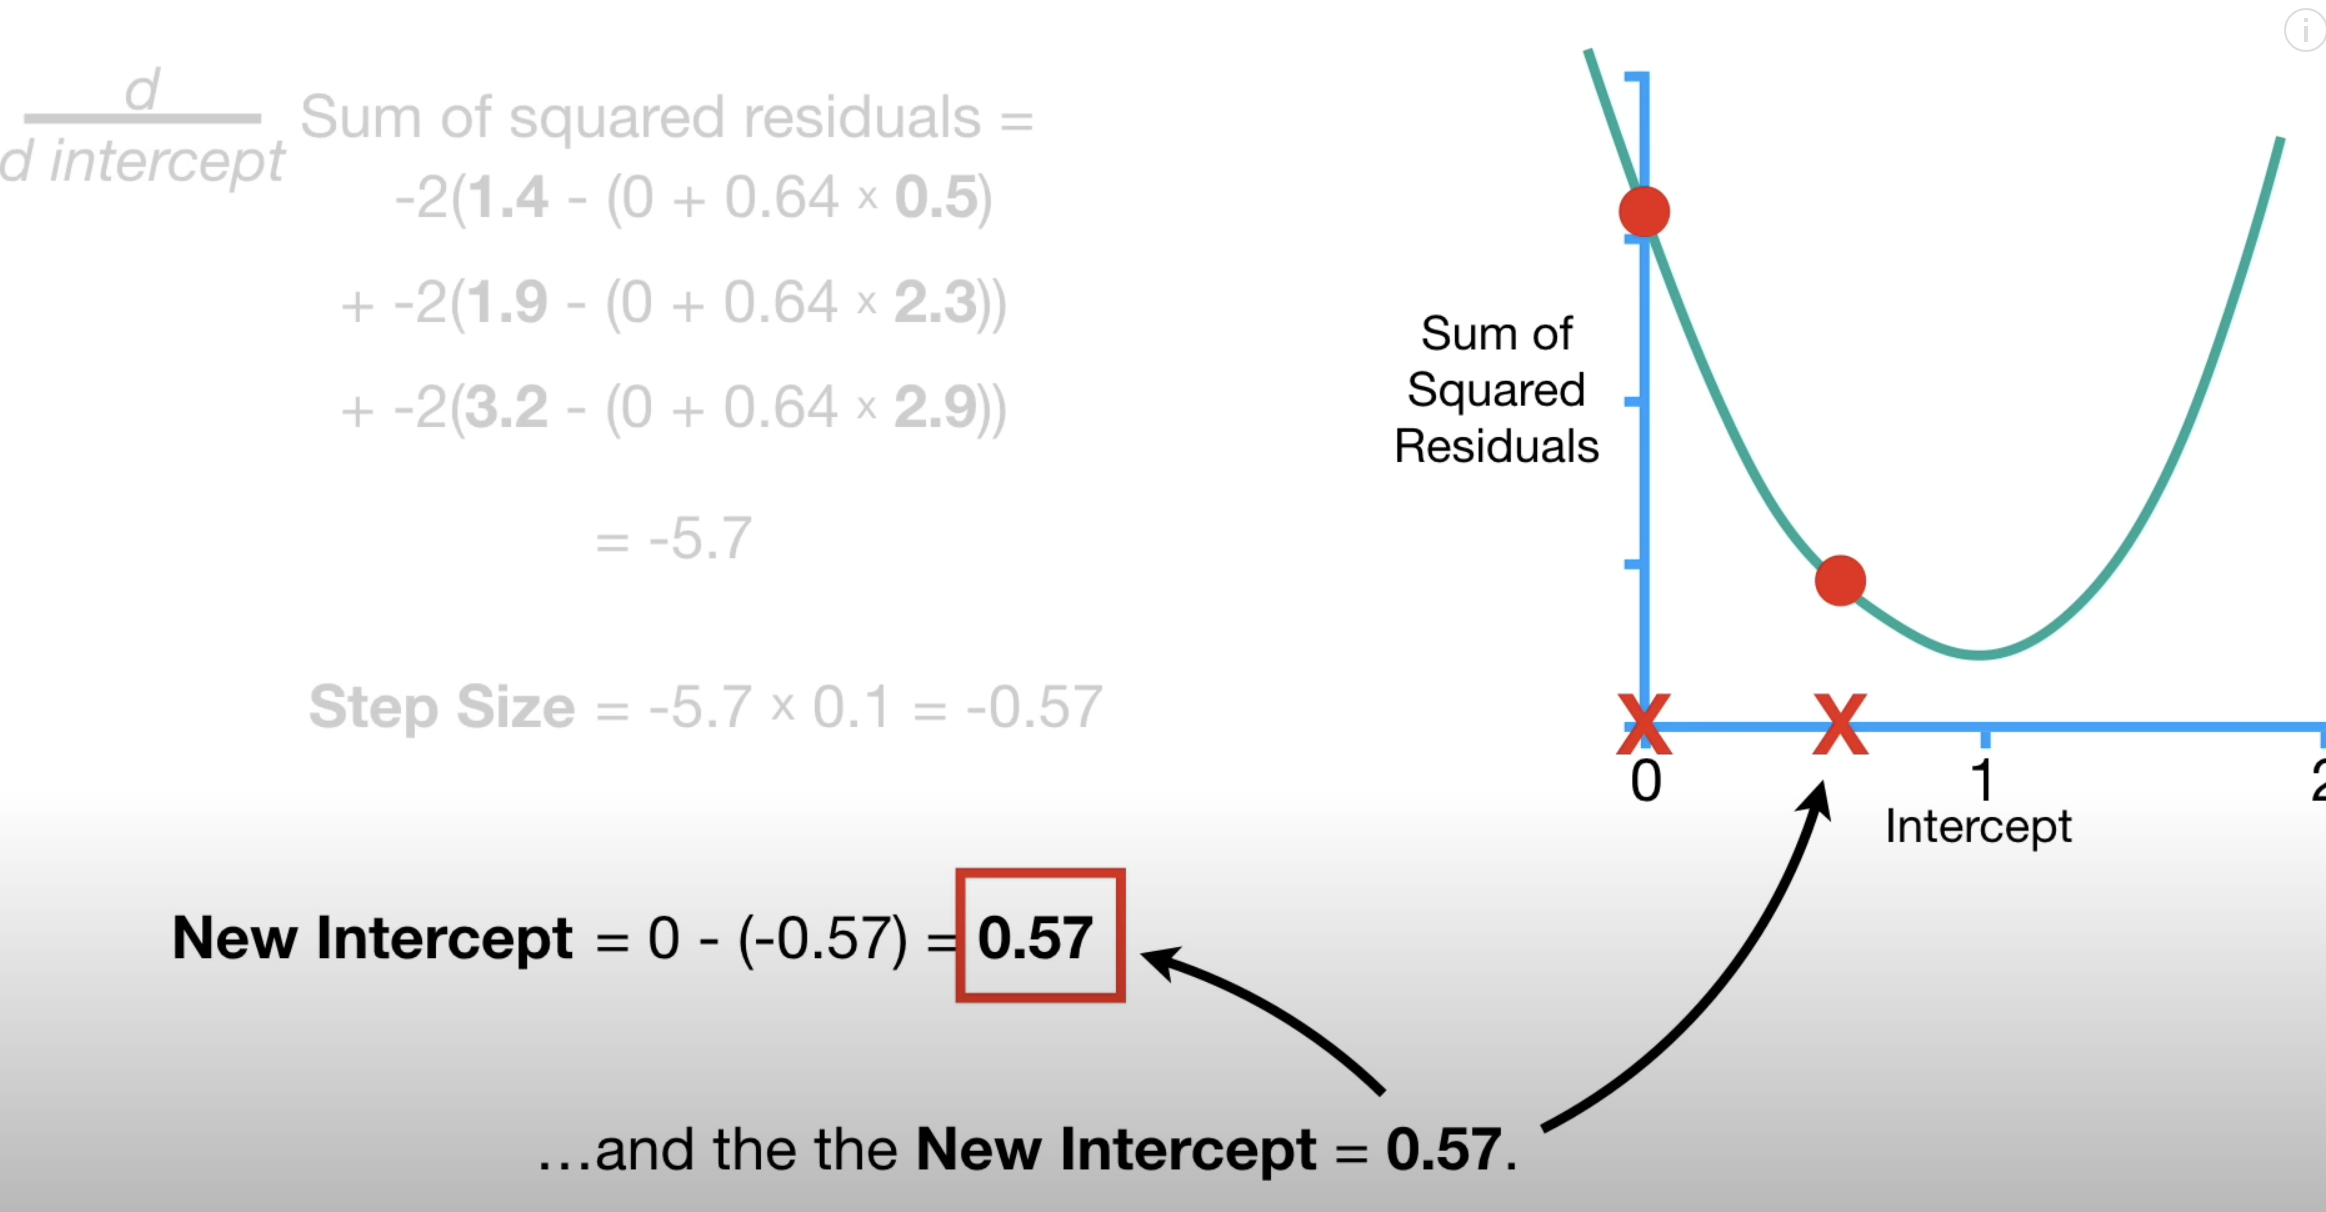 d
d intercept
Sum of squared residuals =
-2(1.4 - (0 + 0.64 x 0.5)
+ -2(1.9 - (0 + 0.64 x 2.3))
+ -2(3.2 - (0 + 0.64 x 2.9))
= -5.7
Step Size = -5.7 x 0.1 = -0.57
New Intercept = 0 - (-0.57) = 0.57
…and the the New Intercept = 0.57.
i
Sum of
Squared
Residuals
X X
0 1 2
Intercept